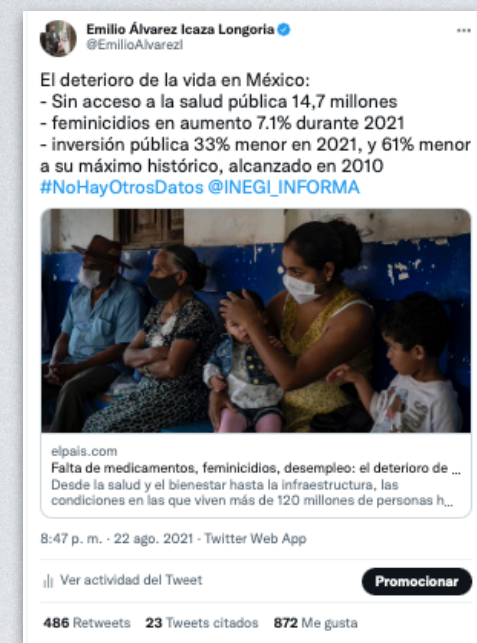 Emilio Álvarez Icaza Longoria
@EmilioAlvarezI
El deterioro de la vida en México:
- Sin acceso a la salud pública 14,7 millones
- feminicidios en aumento 7.1% durante 2021
- inversión pública 33% menor en 2021, y 61% menor
a su máximo histórico, alcanzado en 2010
#NoHayOtrosDatos @INEGI_INFORMA
elpais.com
Falta de medicamentos, feminicidios, desempleo: el deterioro de ...
Desde la salud y el bienestar hasta la infraestructura, las
condiciones en las que viven más de 120 millones de personas h...
8:47 p. m. · 22 ago. 2021 · Twitter Web App
Ver actividad del Tweet
Promocionar
486 Retweets 23 Tweets citados 872 Me gusta